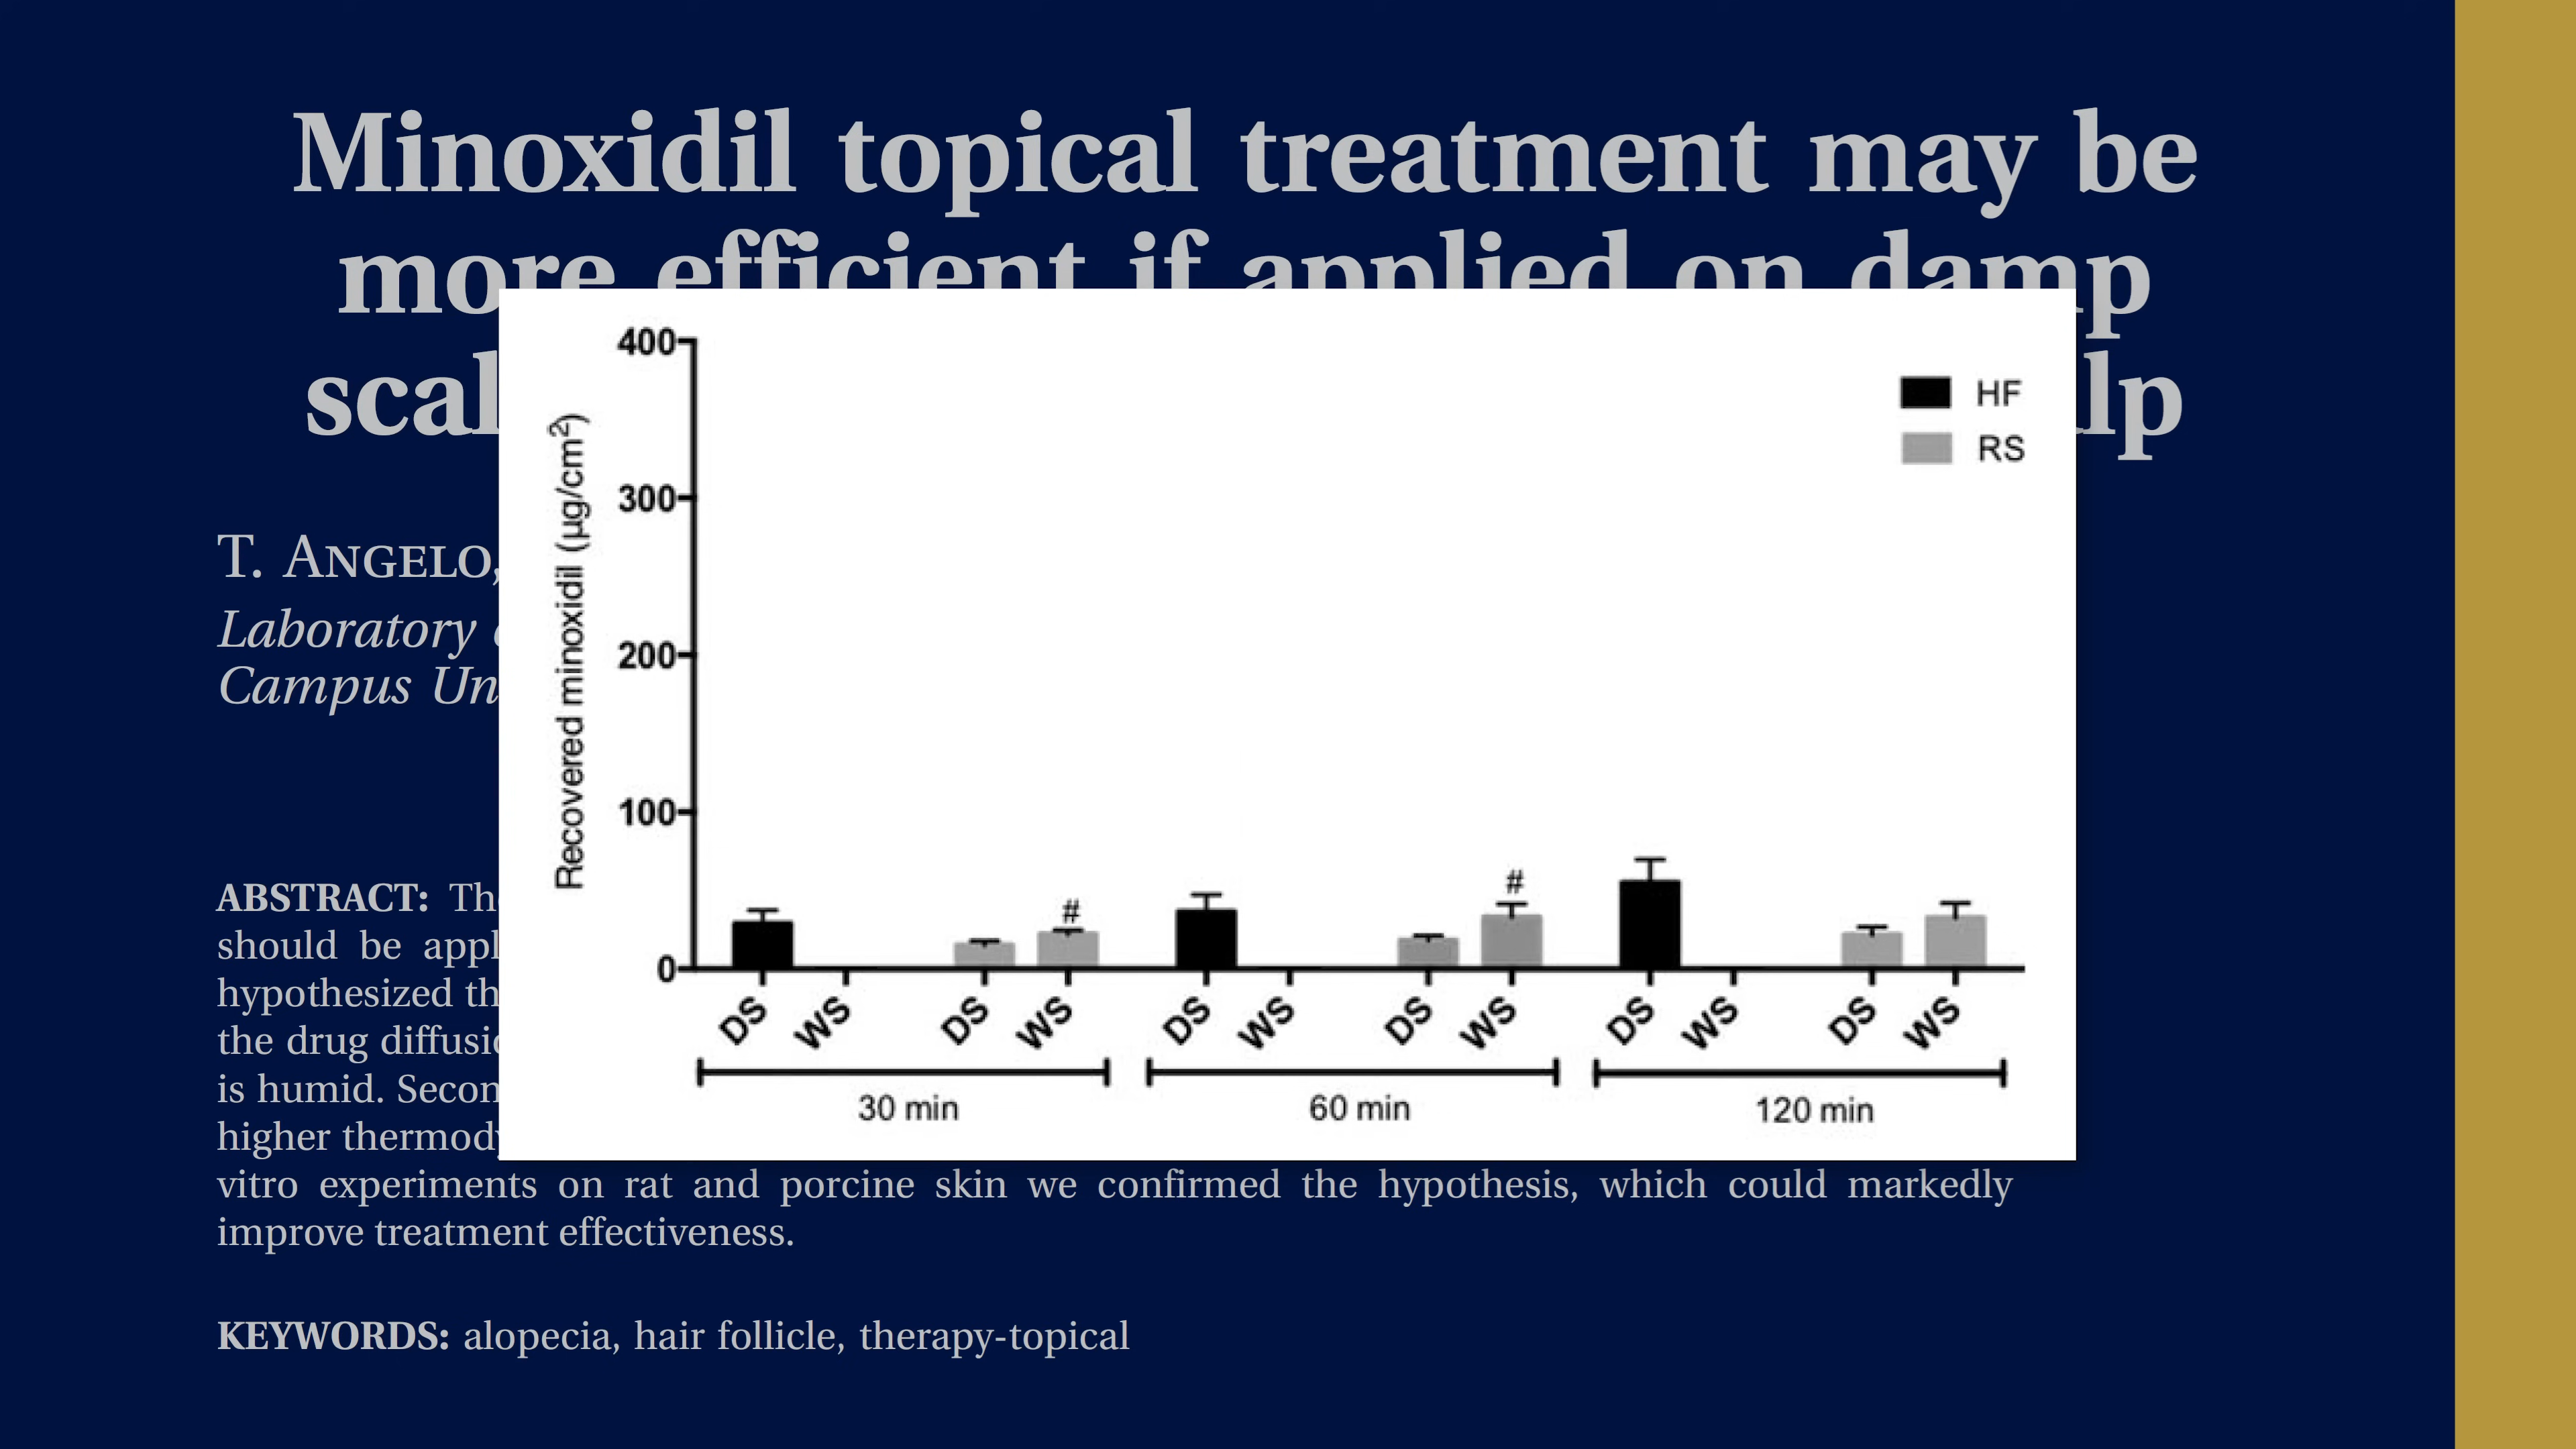 Minoxidil topical treatment may be
more efficient if applied on damp
scal
lp
T. ANGELO,
Laboratory
Campus Un
ABSTRACT: Th
should be appl
hypothesized th
the drug diffusi
is humid. Secon
higher thermody
vitro experiments on rat and porcine skin we confirmed the hypothesis, which could markedly
improve treatment effectiveness.
KEYWORDS: alopecia, hair follicle, therapy-topical
Recovered minoxidil (µg/cm²)
400
300
200
100
0
HF
RS
# # 
DS WS DS WS DS WS DS WS DS WS DS WS
30 min 60 min 120 min